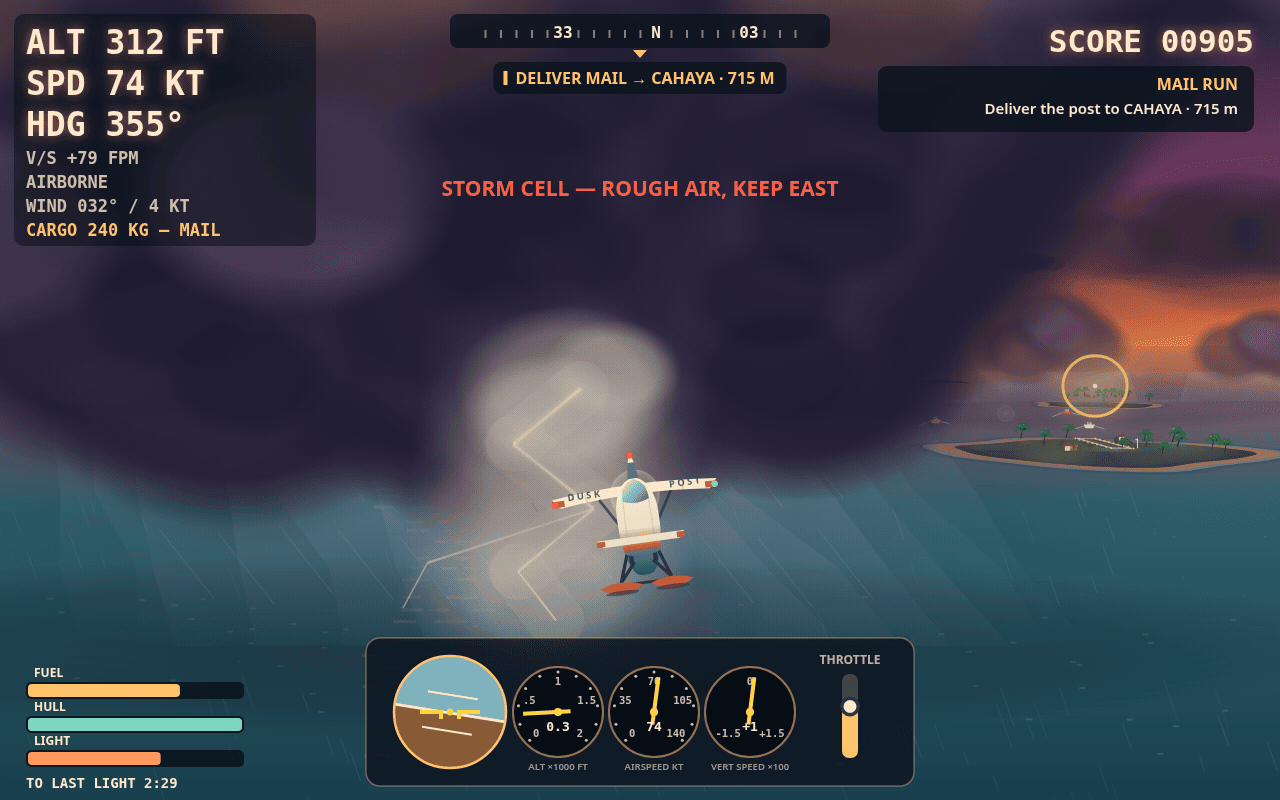 ALT 312 FT
SPD 74 KT
HDG 355°
V/S +79 FPM
AIRBORNE
WIND 032° / 4 KT
CARGO 240 KG — MAIL
33 N 03
DELIVER MAIL → CAHAYA · 715 M
SCORE 00905
MAIL RUN
Deliver the post to CAHAYA · 715 m
STORM CELL — ROUGH AIR, KEEP EAST
DUSK POST
FUEL
HULL
LIGHT
TO LAST LIGHT 2:29
0 .5 1 1.5 2
0.3
ALT ×1000 FT
0 35 70 105 140
74
AIRSPEED KT
-1.5 0 +1.5
+1
VERT SPEED ×100
THROTTLE